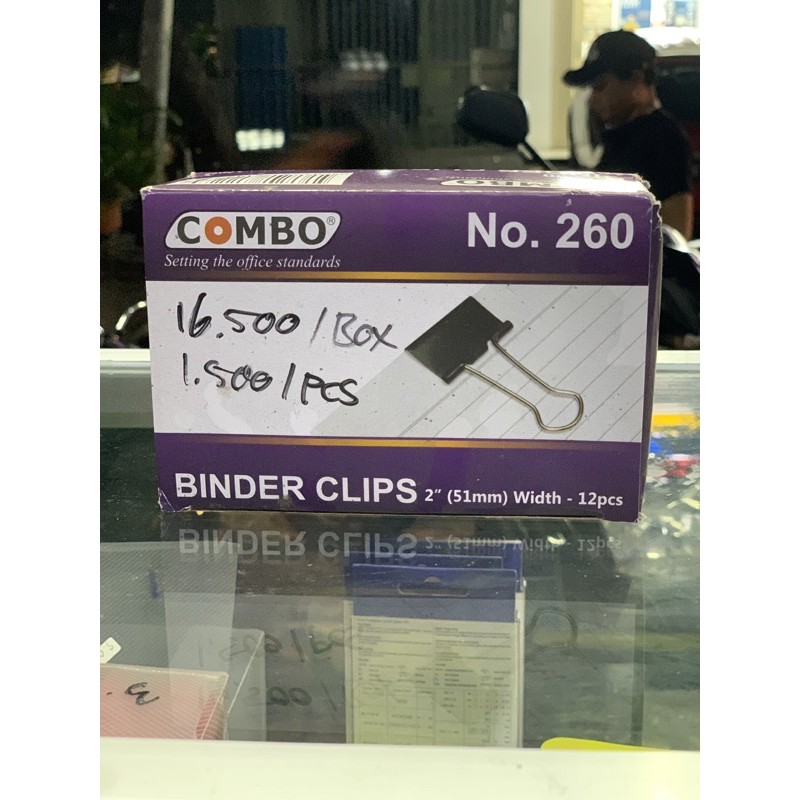 COMBO®
No. 260
Setting the office standards
16.500 / Box
1.500 / pcs
BINDER CLIPS 2" (51mm) Width - 12pcs